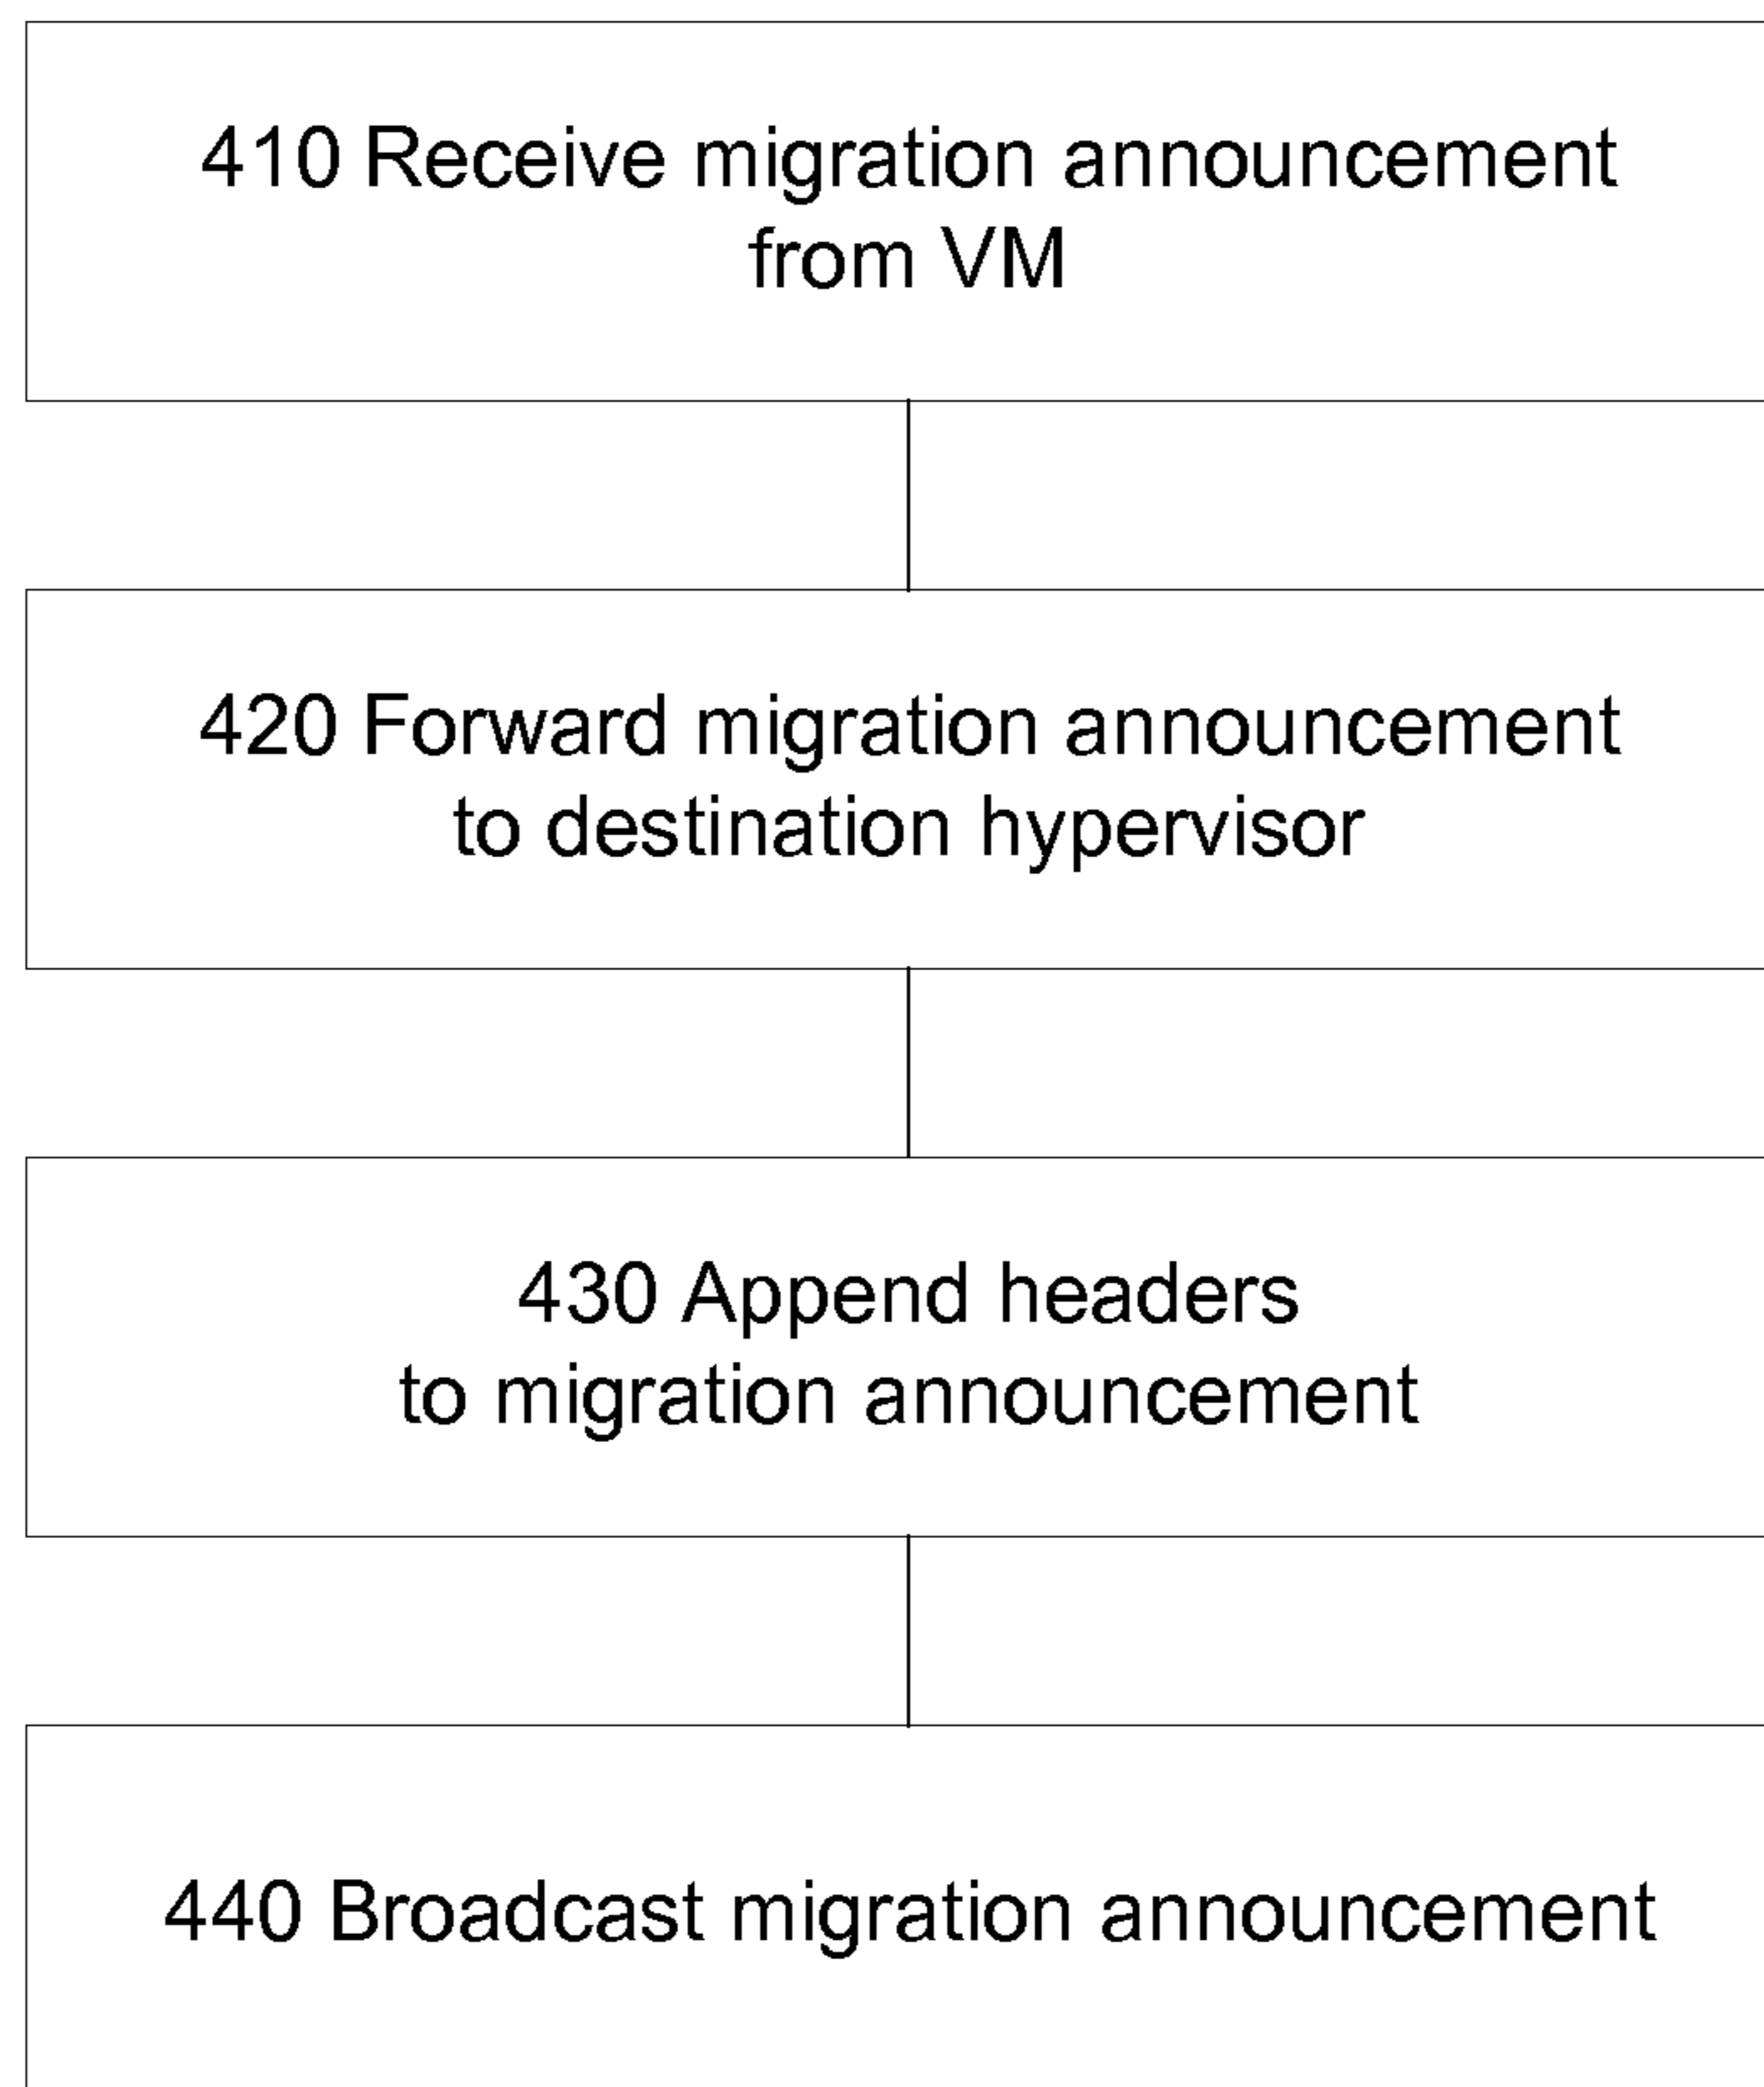 410 Receive migration announcement
from VM
420 Forward migration announcement
to destination hypervisor
430 Append headers
to migration announcement
440 Broadcast migration announcement